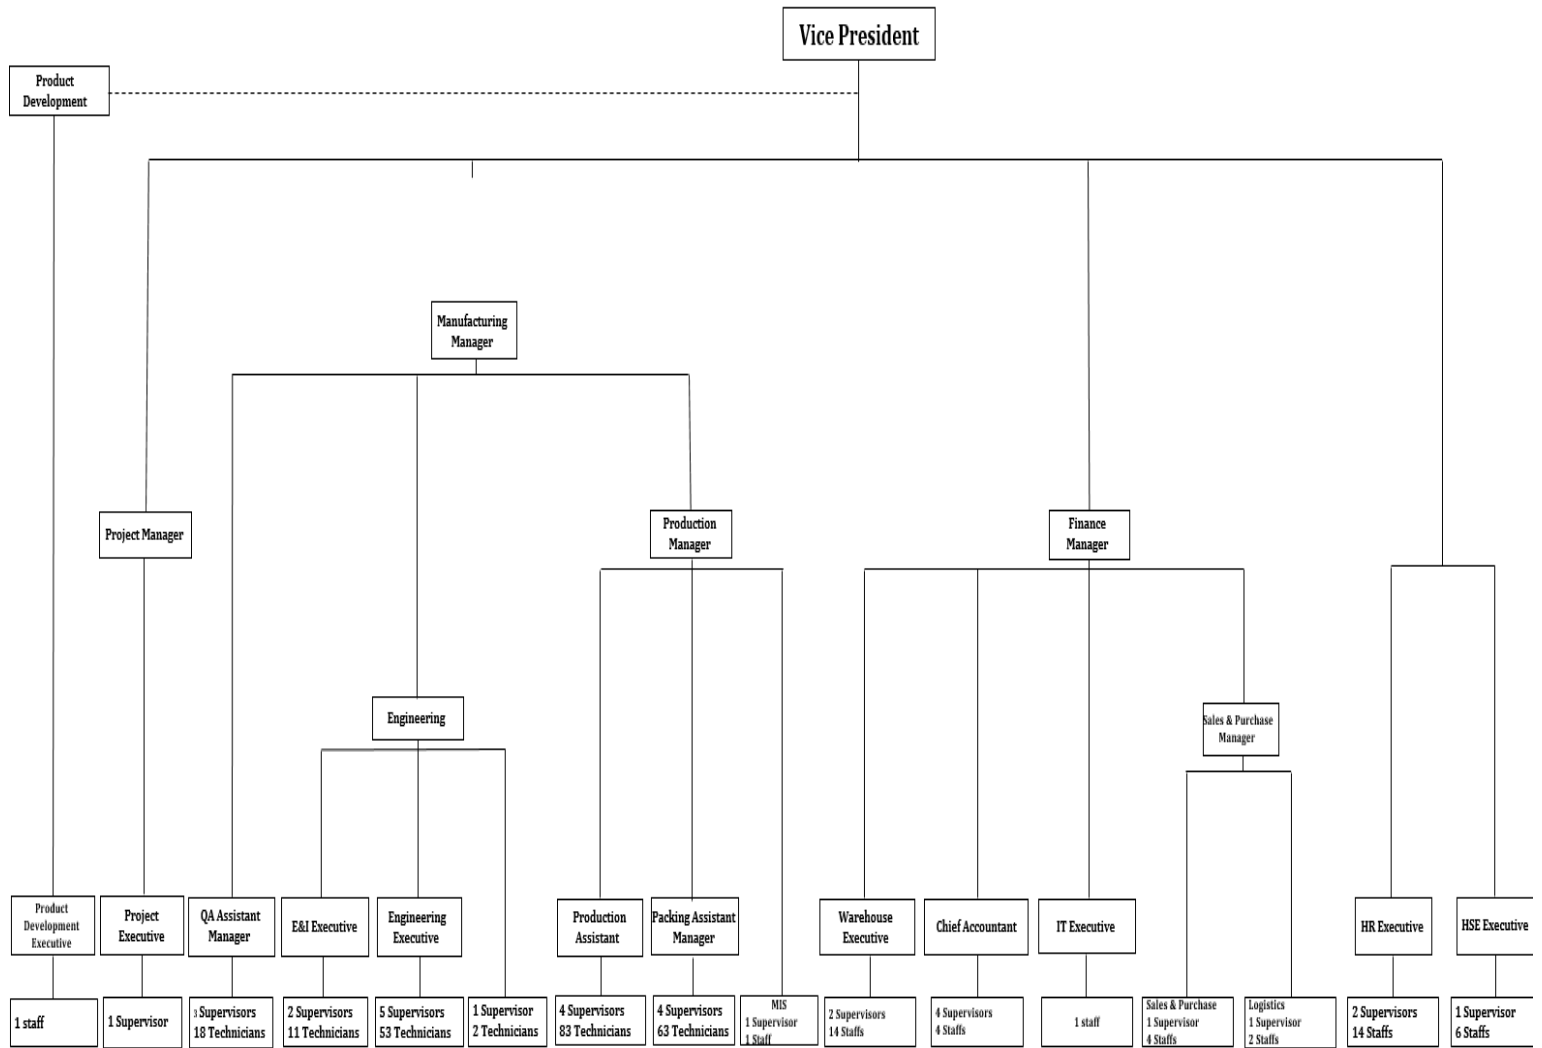 Vice President
Product
Development
Manufacturing
Manager
Project Manager
Production
Manager
Finance
Manager
Engineering
Sales & Purchase
Manager
Product
Development
Executive
Project
Executive
QA Assistant
Manager
E&I Executive
Engineering
Executive
Production
Assistant
Packing Assistant
Manager
Warehouse
Executive
Chief Accountant
IT Executive
HR Executive
HSE Executive
1 staff
1 Supervisor
3 Supervisors
18 Technicians
2 Supervisors
11 Technicians
5 Supervisors
53 Technicians
1 Supervisor
2 Technicians
4 Supervisors
83 Technicians
4 Supervisors
63 Technicians
MIS
1 Supervisor
1 Staff
2 Supervisors
14 Staffs
4 Supervisors
4 Staffs
1 staff
Sales & Purchase
1 Supervisor
4 Staffs
Logistics
1 Supervisor
2 Staffs
2 Supervisors
14 Staffs
1 Supervisor
6 Staffs